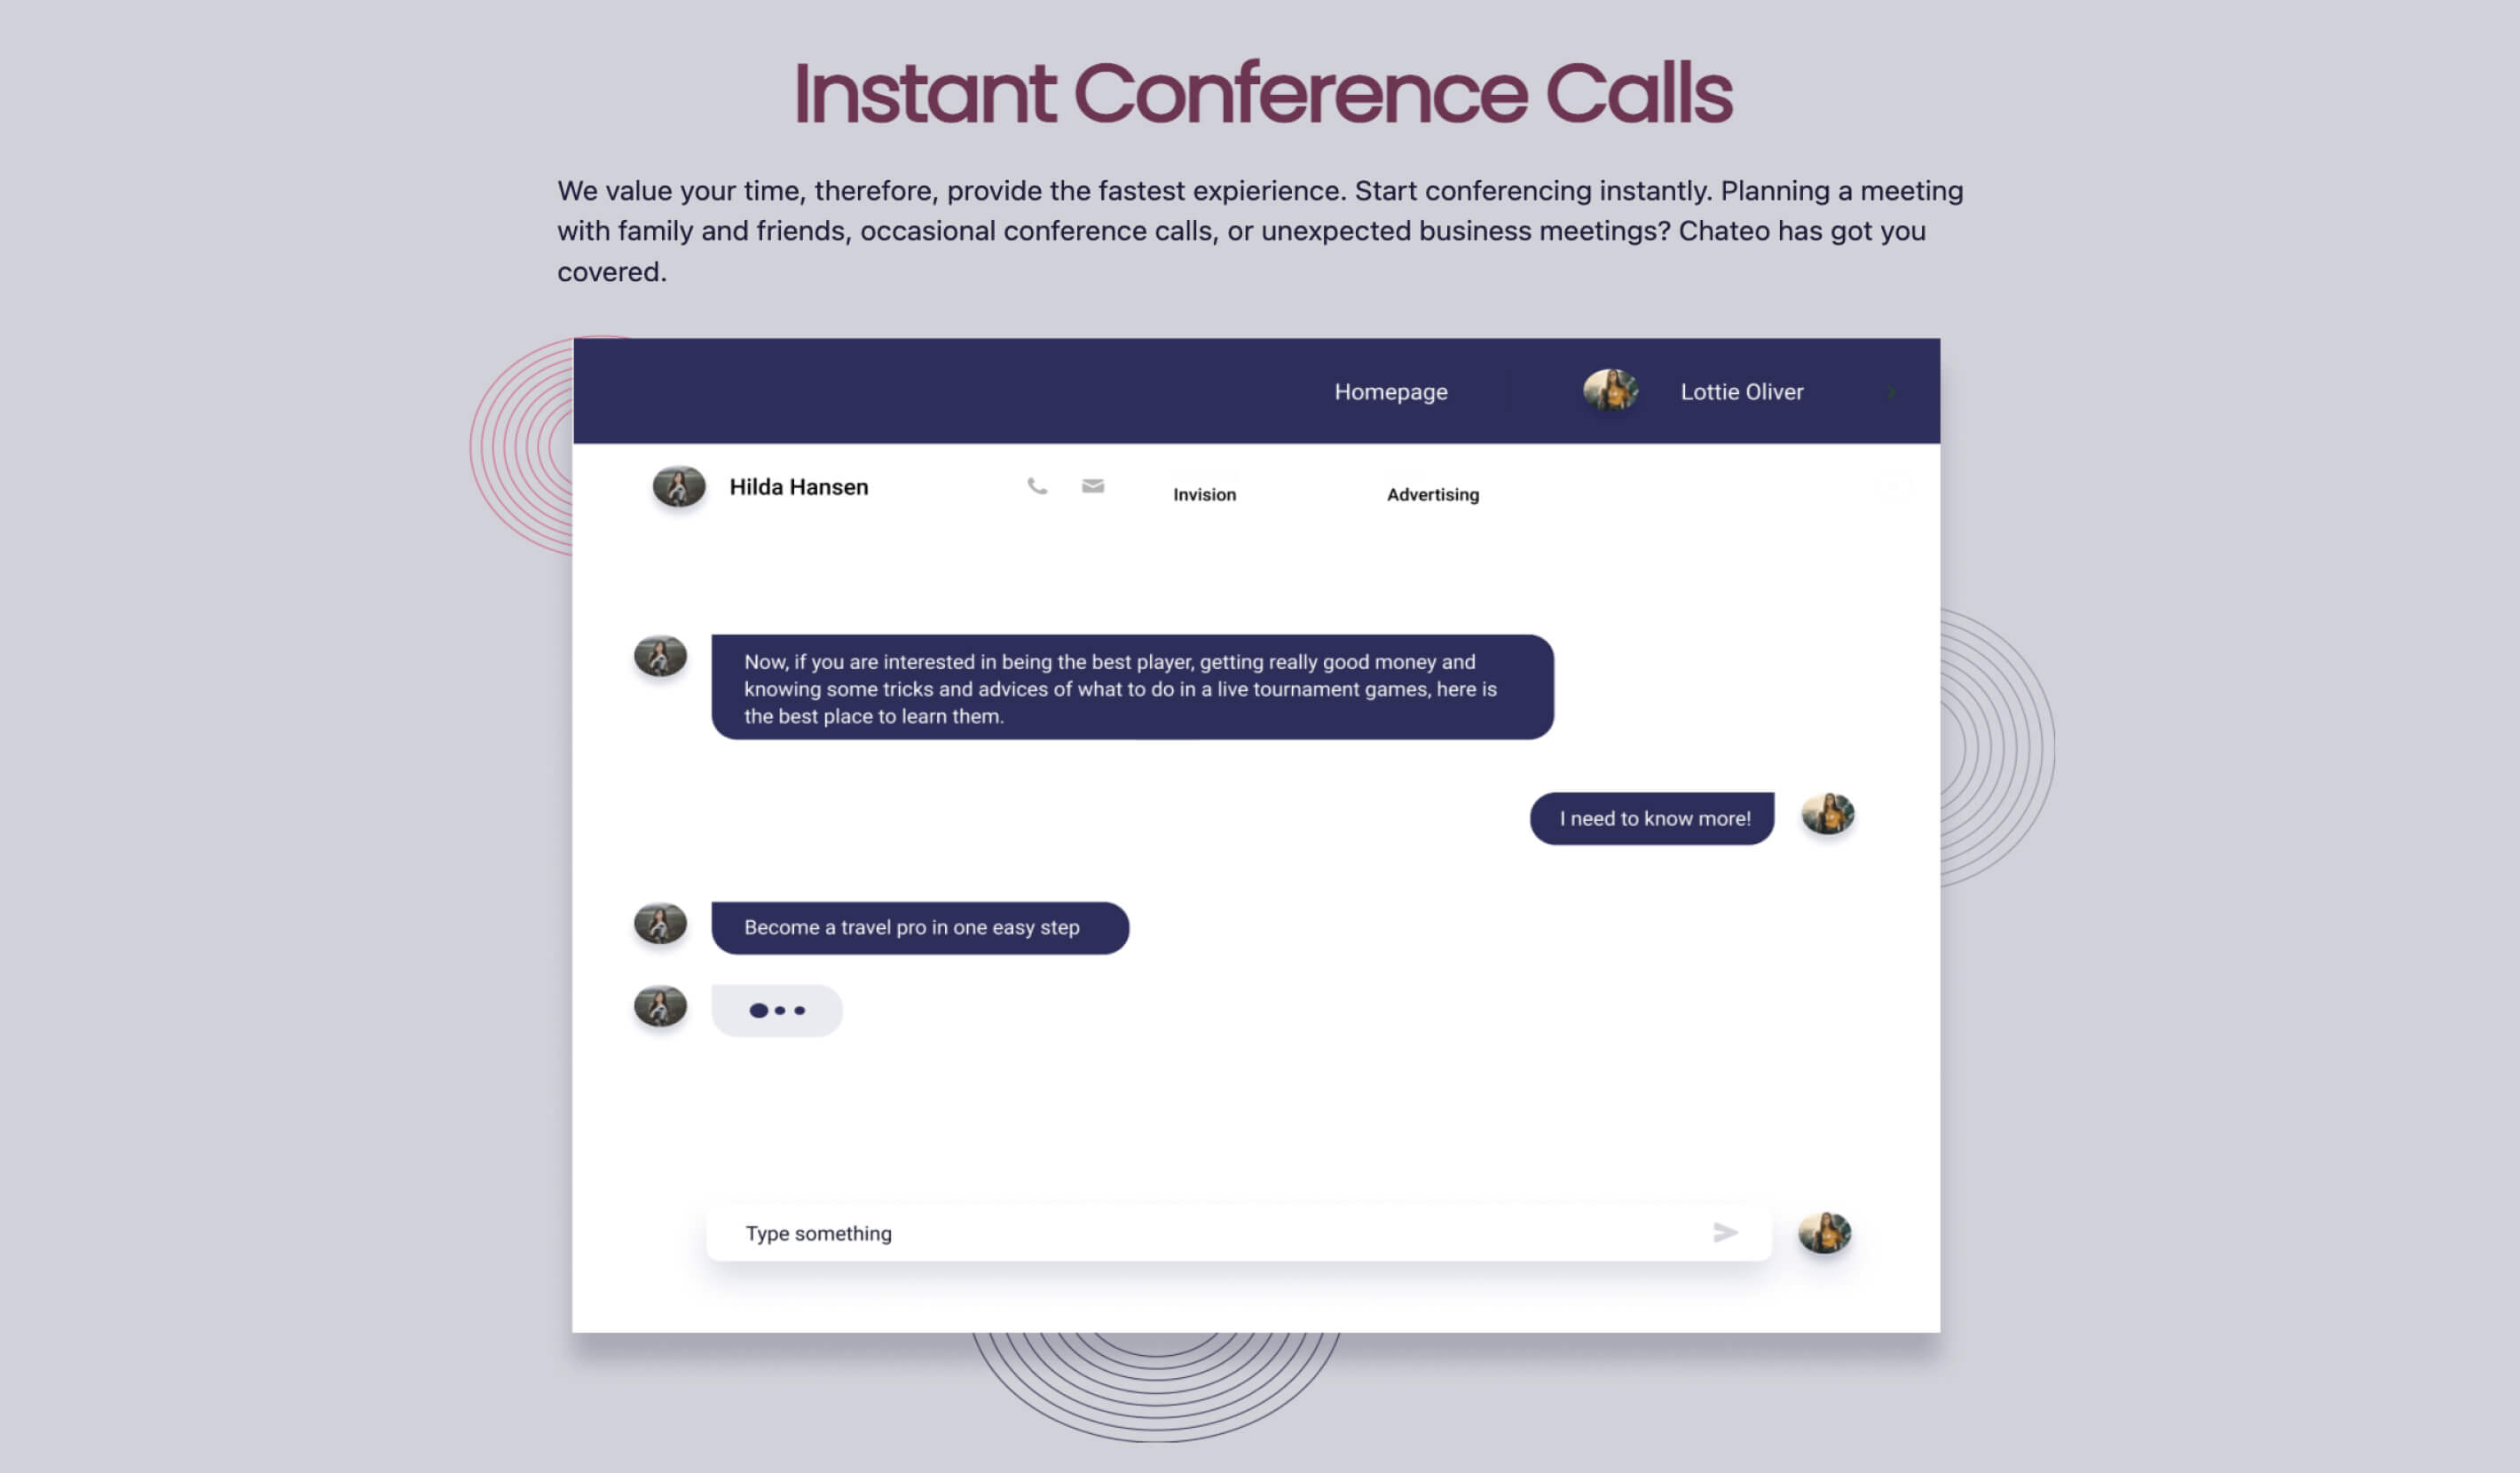 Instant Conference Calls
We value your time, therefore, provide the fastest expierience. Start conferencing instantly. Planning a meeting
with family and friends, occasional conference calls, or unexpected business meetings? Chateo has got you
covered.
Homepage
Lottie Oliver
Hilda Hansen
Invision
Advertising
Now, if you are interested in being the best player, getting really good money and
knowing some tricks and advices of what to do in a live tournament games, here is
the best place to learn them.
I need to know more!
Become a travel pro in one easy step
Type something